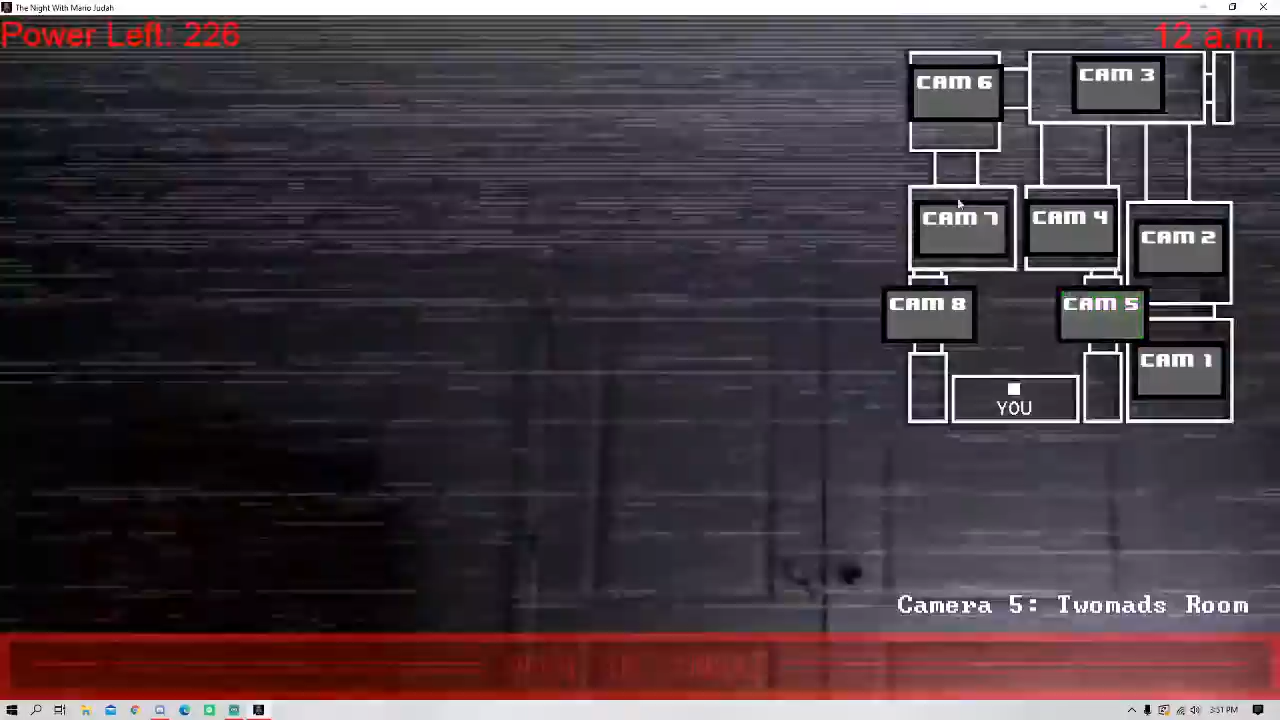 The Night With Mario Judah
Power Left: 226
12 a.m.
CAM 6
CAM 3
CAM 7
CAM 4
CAM 2
CAM 8
CAM 5
CAM 1
YOU
Camera 5: Twomads Room
3:51 PM